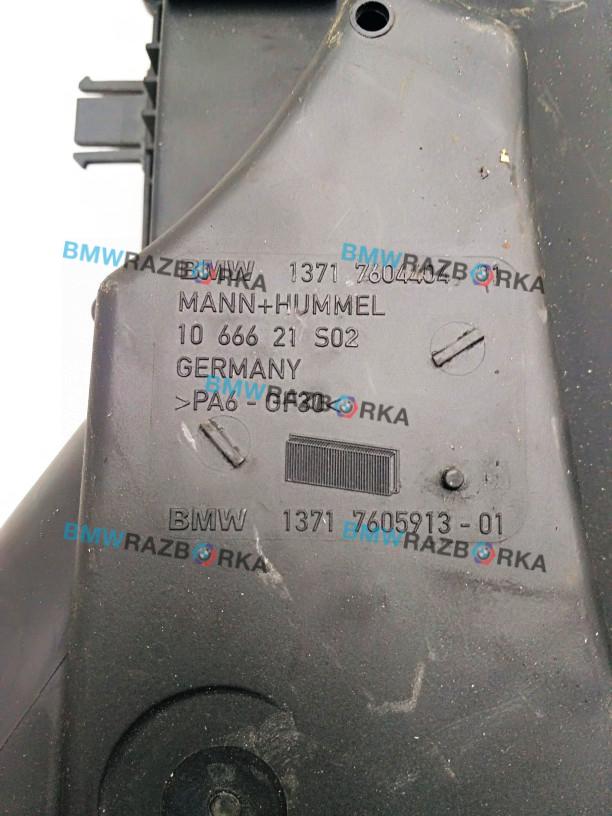 BMW 1371 7604404-01
MANN+HUMMEL
10 666 21 S02
GERMANY
>PA6 - GF30<
BMW 1371 7605913-01
BMWRAZBORKA
BMWRAZBORKA
BMWRAZBORKA
BMWRAZBORKA
BMWRAZBORKA